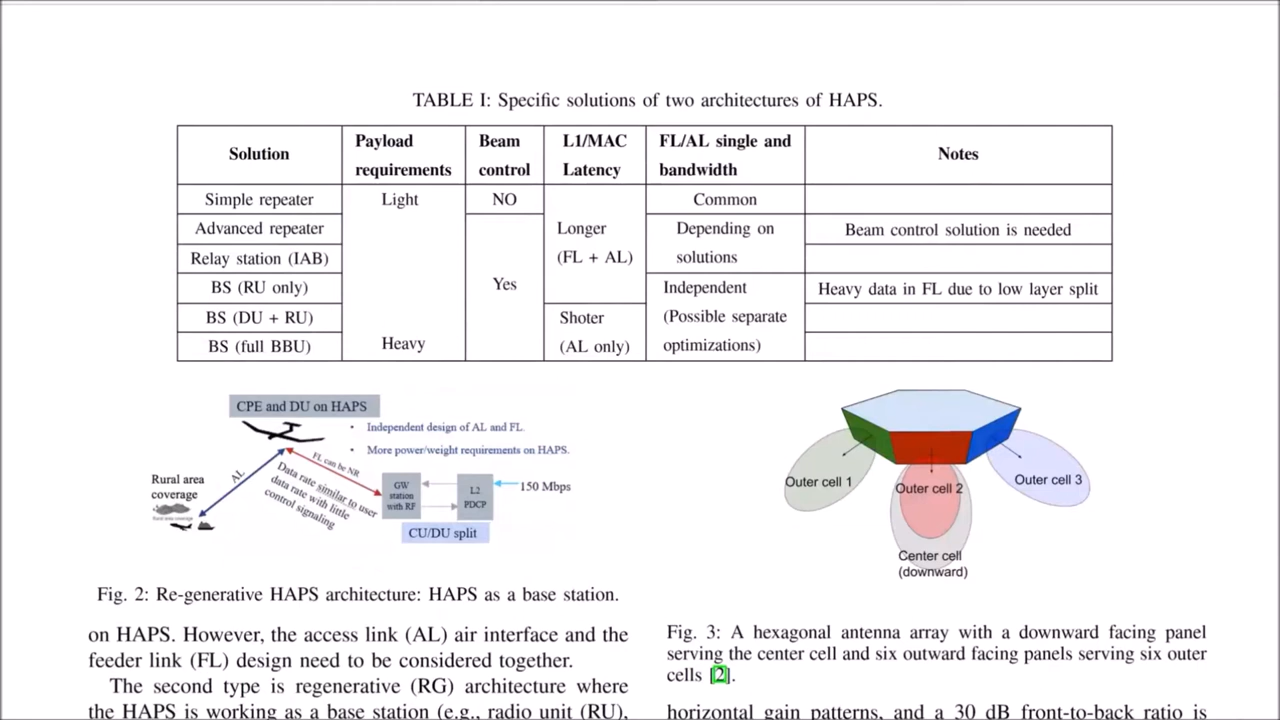 TABLE I: Specific solutions of two architectures of HAPS.
Solution
Payload
requirements
Beam
control
L1/MAC
Latency
FL/AL single and
bandwidth
Notes
Simple repeater
Light
NO
Common
Advanced repeater
Longer
Depending on
Beam control solution is needed
Relay station (IAB)
(FL + AL)
solutions
BS (RU only)
Yes
Independent
Heavy data in FL due to low layer split
BS (DU + RU)
Shoter
(Possible separate
BS (full BBU)
Heavy
(AL only)
optimizations)
CPE and DU on HAPS
• Independent design of AL and FL.
• More power/weight requirements on HAPS.
AL
FL can be NR
Data rate similar to user
data rate with little
control signaling
Rural area
coverage
Rural area coverage
GW
station
with RF
L2
PDCP
150 Mbps
CU/DU split
Fig. 2: Re-generative HAPS architecture: HAPS as a base station.
on HAPS. However, the access link (AL) air interface and the
feeder link (FL) design need to be considered together.
The second type is regenerative (RG) architecture where
the HAPS is working as a base station (e.g., radio unit (RU),
Outer cell 1
Outer cell 2
Outer cell 3
Center cell
(downward)
Fig. 3: A hexagonal antenna array with a downward facing panel
serving the center cell and six outward facing panels serving six outer
cells [2].
horizontal gain patterns, and a 30 dB front-to-back ratio is